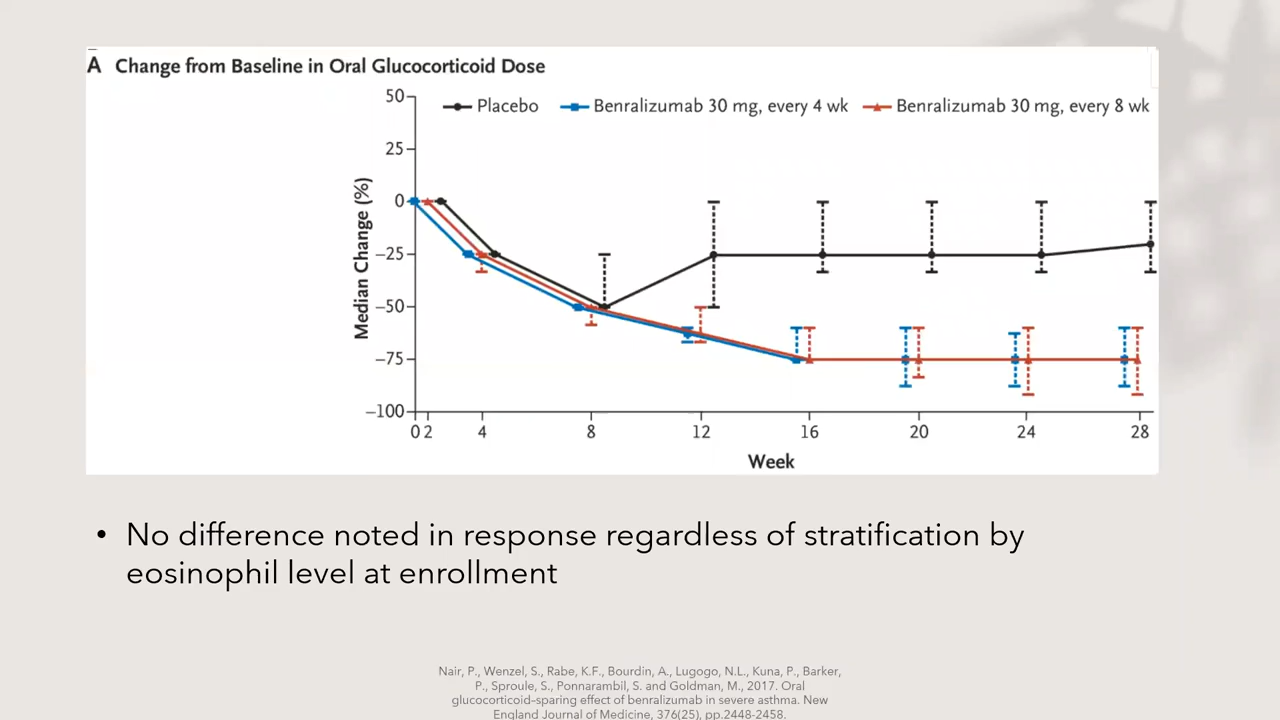 A Change from Baseline in Oral Glucocorticoid Dose
Placebo
Benralizumab 30 mg, every 4 wk
Benralizumab 30 mg, every 8 wk
Median Change (%)
50
25
0
−25
−50
−75
−100
0 2 4 8 12 16 20 24 28
Week
• No difference noted in response regardless of stratification by
eosinophil level at enrollment
Nair, P., Wenzel, S., Rabe, K.F., Bourdin, A., Lugogo, N.L., Kuna, P., Barker,
P., Sproule, S., Ponnarambil, S. and Goldman, M., 2017. Oral
glucocorticoid–sparing effect of benralizumab in severe asthma. New
England Journal of Medicine, 376(25), pp.2448-2458.